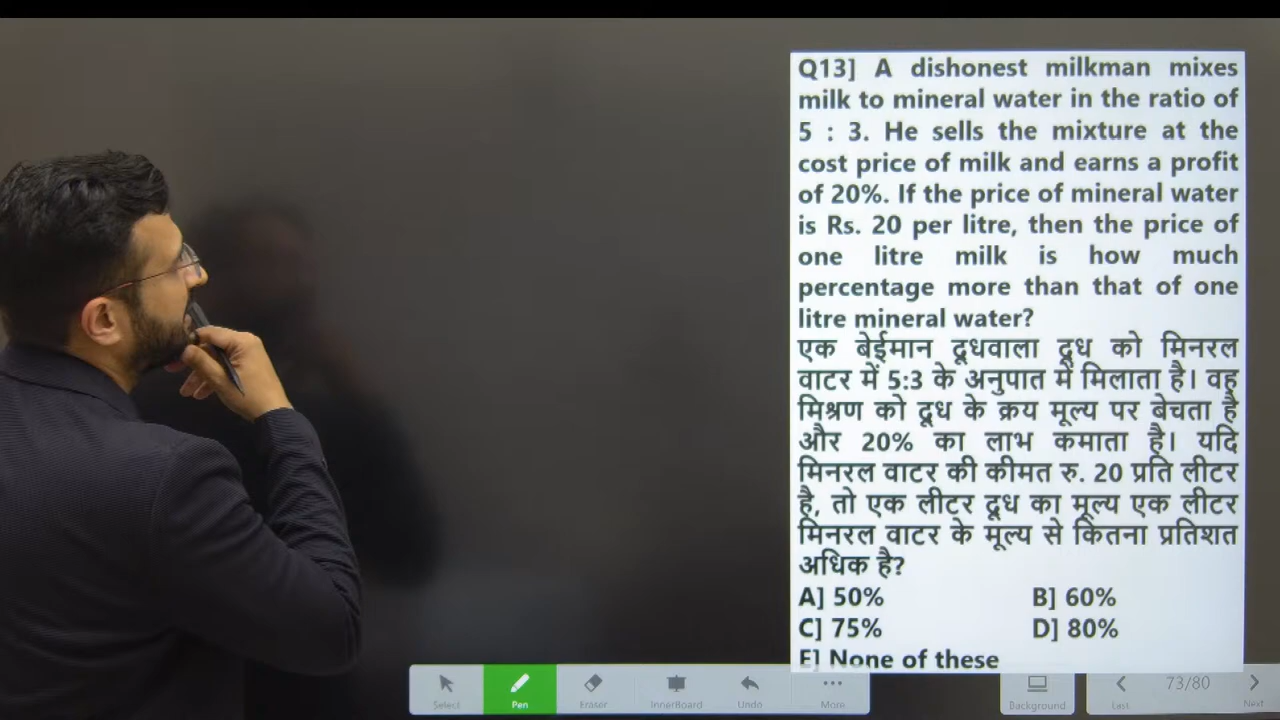 Q13] A dishonest milkman mixes
milk to mineral water in the ratio of
5 : 3. He sells the mixture at the
cost price of milk and earns a profit
of 20%. If the price of mineral water
is Rs. 20 per litre, then the price of
one litre milk is how much
percentage more than that of one
litre mineral water?
एक बेईमान दूधवाला दूध को मिनरल
वाटर में 5:3 के अनुपात में मिलाता है। वह
मिश्रण को दूध के क्रय मूल्य पर बेचता है
और 20% का लाभ कमाता है। यदि
मिनरल वाटर की कीमत रु. 20 प्रति लीटर
है, तो एक लीटर दूध का मूल्य एक लीटर
मिनरल वाटर के मूल्य से कितना प्रतिशत
अधिक है?
A] 50% B] 60%
C] 75% D] 80%
E] None of these
Select Pen Eraser InnerBoard Undo More Background Last 73/80 Next